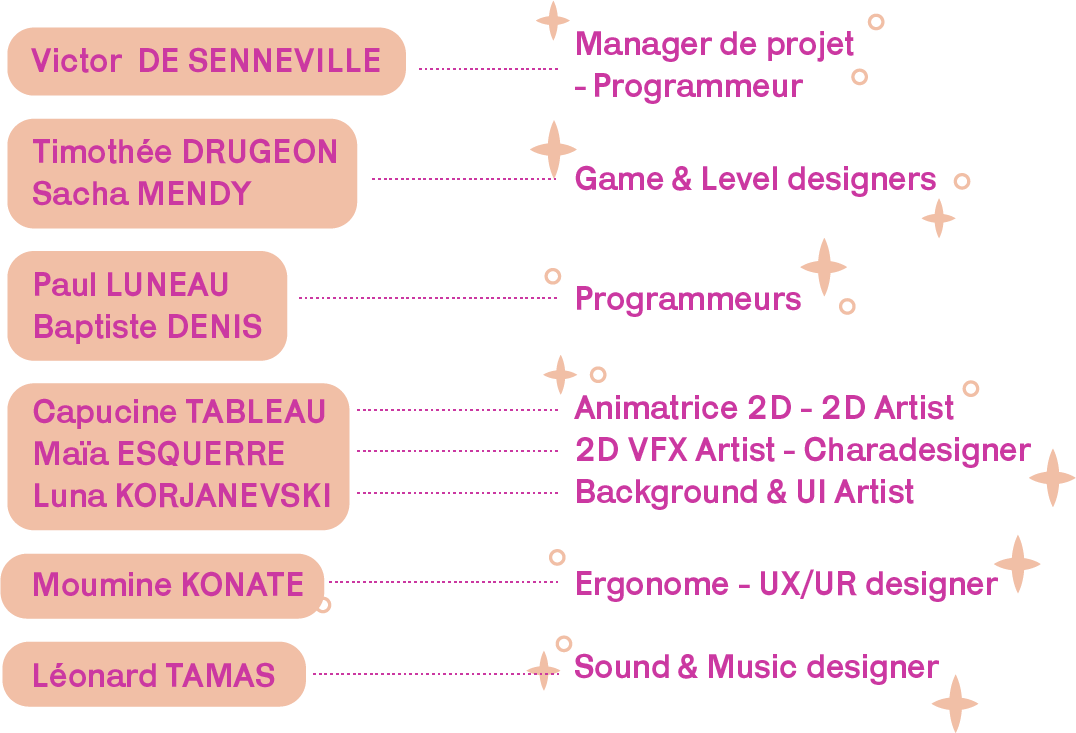 Victor DE SENNEVILLE
Manager de projet
- Programmeur
Timothée DRUGEON
Sacha MENDY
Game & Level designers
Paul LUNEAU
Baptiste DENIS
Programmeurs
Capucine TABLEAU
Animatrice 2D - 2D Artist
Maïa ESQUERRE
2D VFX Artist - Charadesigner
Luna KORJANEVSKI
Background & UI Artist
Moumine KONATE
Ergonome - UX/UR designer
Léonard TAMAS
Sound & Music designer